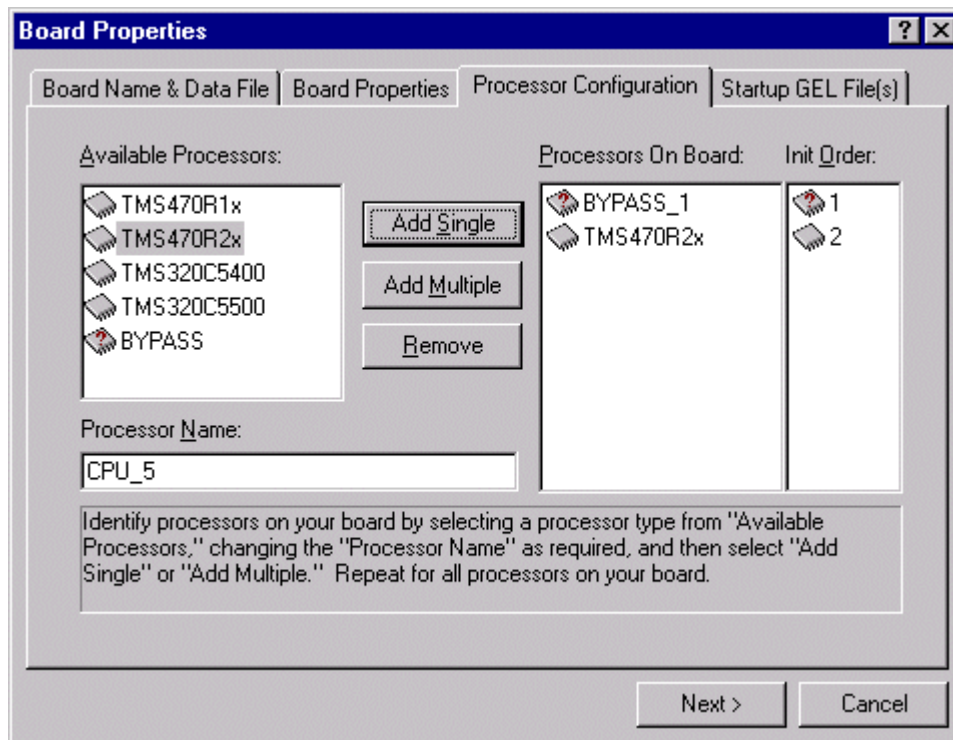 Board Properties
Board Name & Data File
Board Properties
Processor Configuration
Startup GEL File(s)
Available Processors:
TMS470R1x
TMS470R2x
TMS320C5400
TMS320C5500
BYPASS
Add Single
Add Multiple
Remove
Processors On Board:
BYPASS_1
TMS470R2x
Init Order:
1
2
Processor Name:
CPU_5
Identify processors on your board by selecting a processor type from "Available
Processors," changing the "Processor Name" as required, and then select "Add
Single" or "Add Multiple." Repeat for all processors on your board.
Next >
Cancel